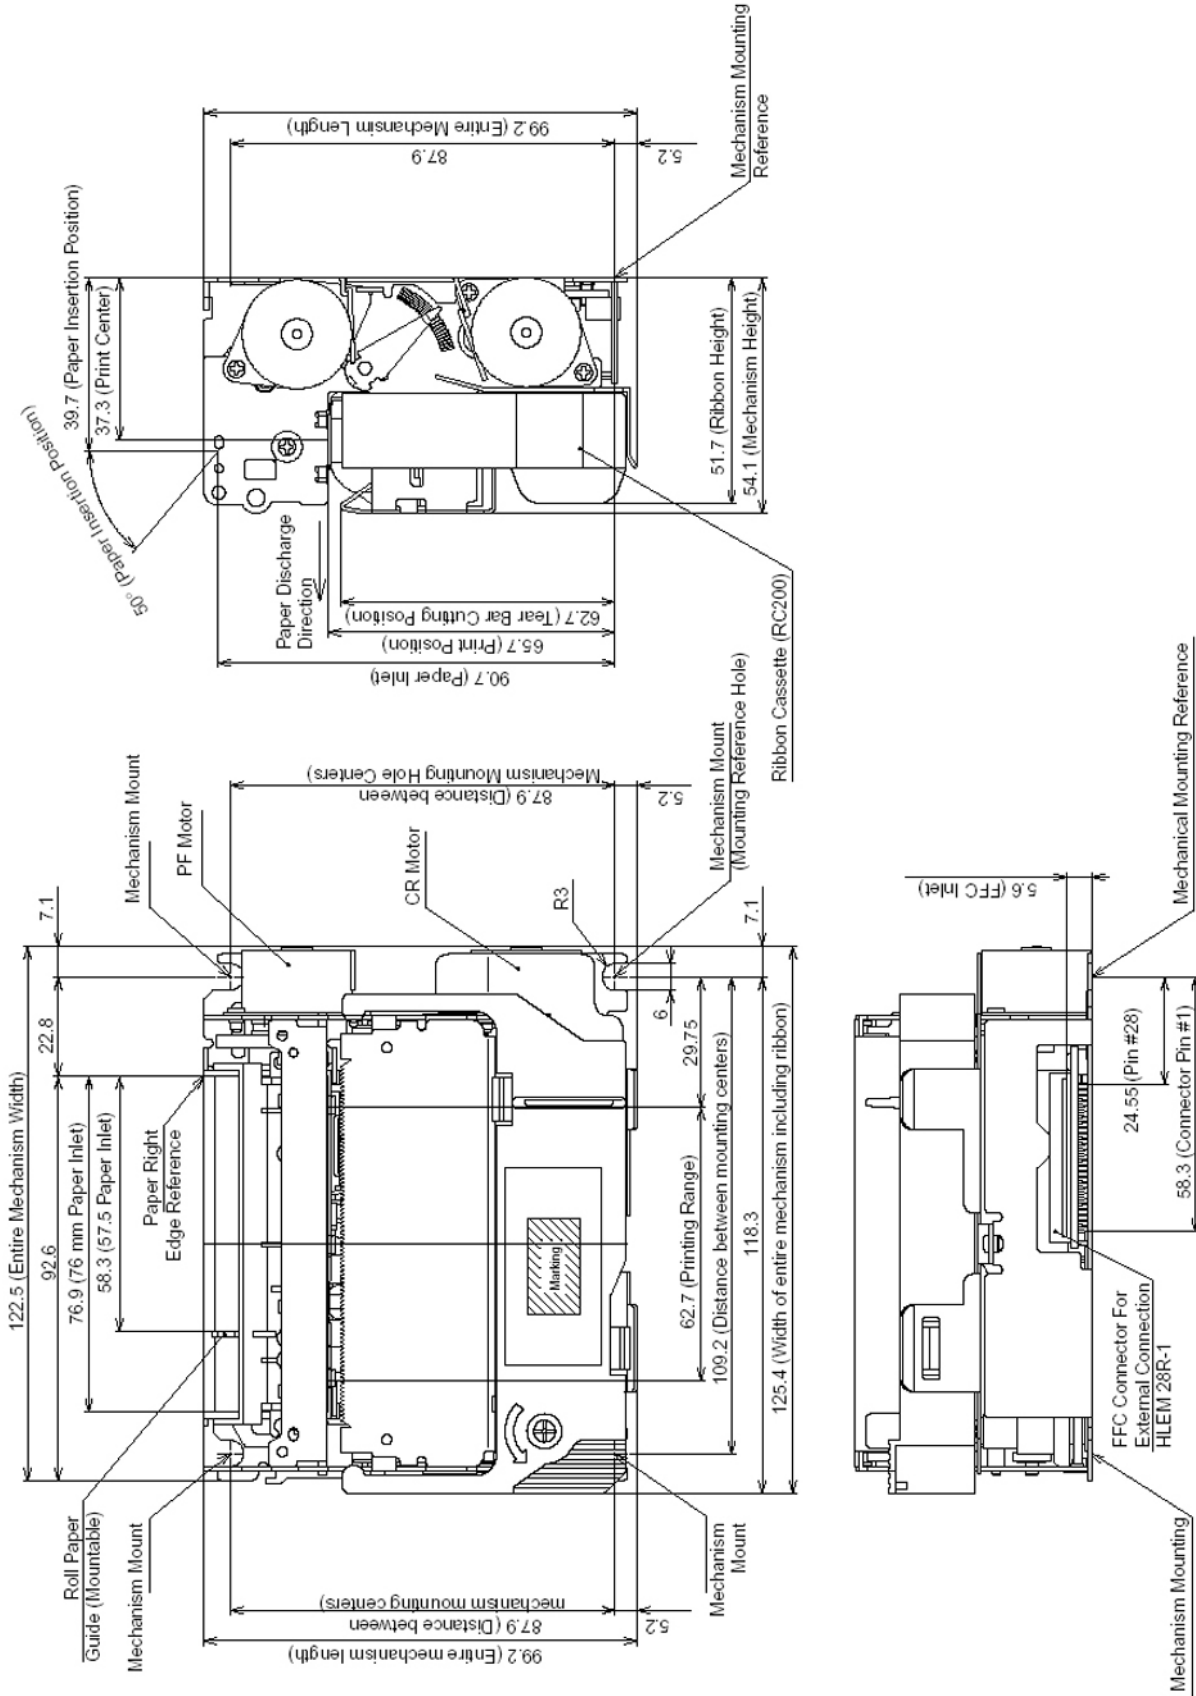 122.5 (Entire Mechanism Width)
92.6
22.8
7.1
76.9 (76 mm Paper Inlet)
58.3 (57.5 Paper Inlet)
Roll Paper
Guide (Mountable)
Mechanism Mount
Paper Right
Edge Reference
Mechanism Mount
PF Motor
CR Motor
R3
Mechanism Mount
(Mounting Reference Hole)
87.9 (Distance between
Mechanism Mounting Hole Centers)
5.2
99.2 (Entire mechanism length)
87.9 (Distance between
mechanism mounting centers)
5.2
Mechanism
Mount
Marking
6
29.75
7.1
62.7 (Printing Range)
109.2 (Distance between mounting centers)
118.3
125.4 (Width of entire mechanism including ribbon)
39.7 (Paper Insertion Position)
37.3 (Print Center)
50° (Paper Insertion Position)
99.2 (Entire Mechansim Length)
87.9
5.2
Paper Discharge
Direction
62.7 (Tear Bar Cutting Position)
65.7 (Print Position)
90.7 (Paper Inlet)
51.7 (Ribbon Height)
54.1 (Mechanism Height)
Mechanism Mounting
Reference
Ribbon Cassette (RC200)
5.6 (FFC Inlet)
24.55 (Pin #28)
58.3 (Connector Pin #1)
Mechanical Mounting Reference
FFC Connector For
External Connection
HLEM 28R-1
Mechanism Mounting